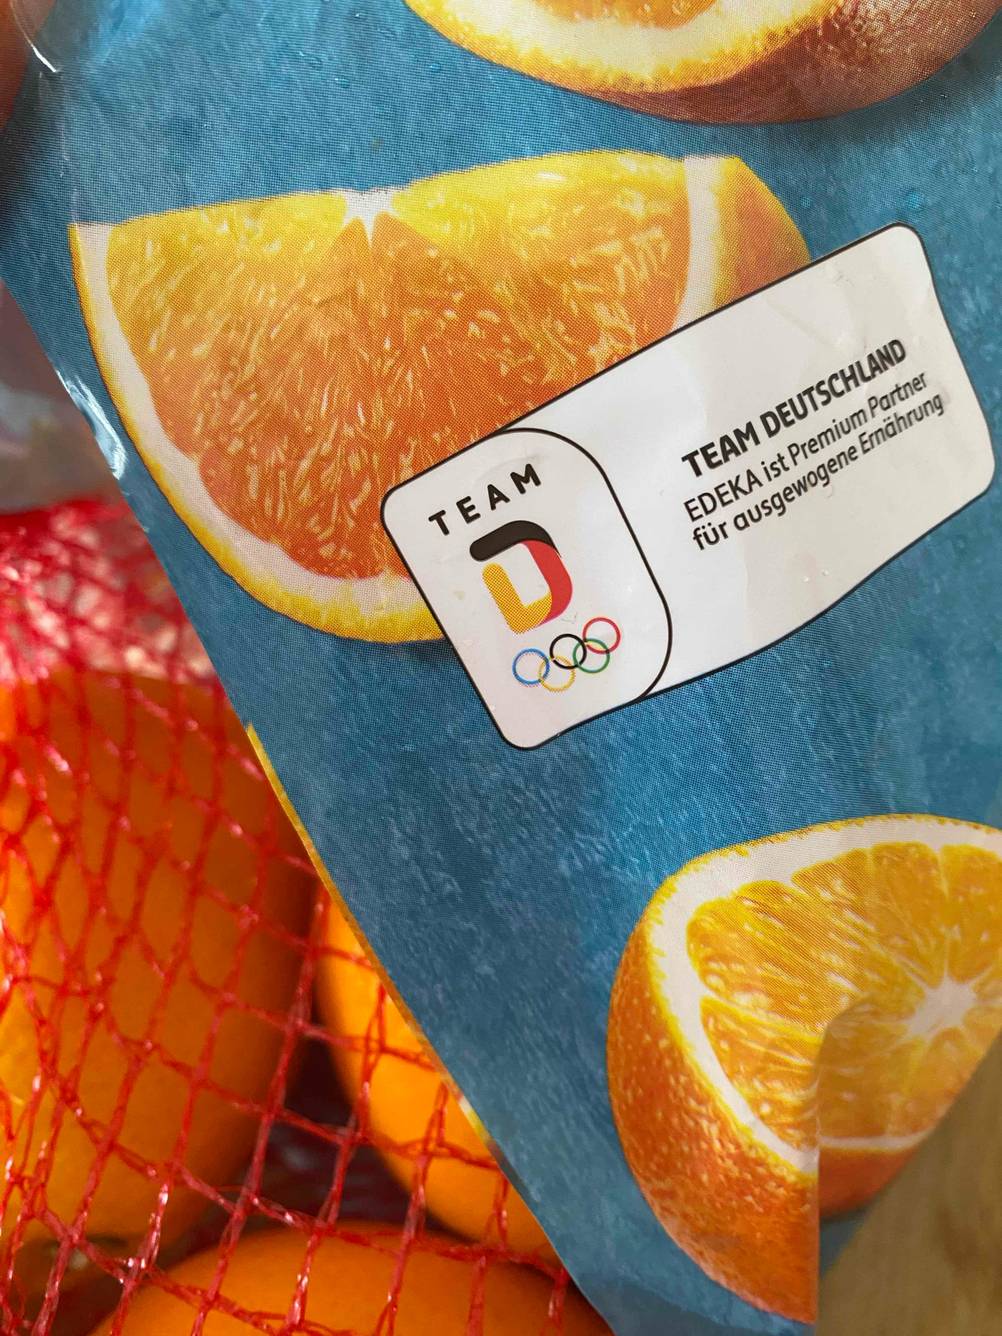 TEAM
TEAM DEUTSCHLAND
EDEKA ist Premium Partner
für ausgewogene Ernährung